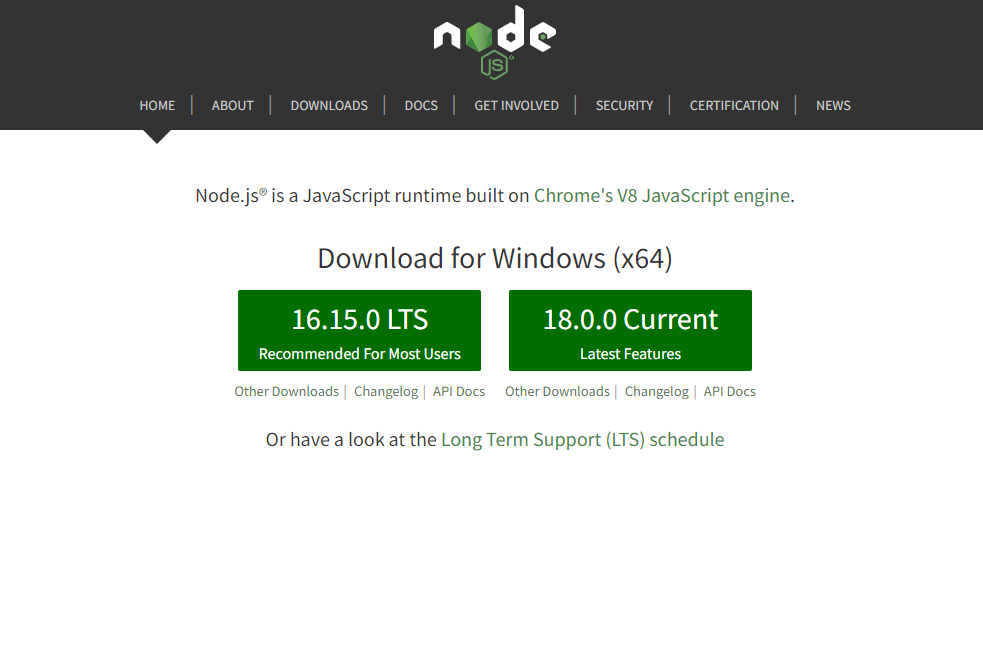 node
JS
HOME | ABOUT | DOWNLOADS | DOCS | GET INVOLVED | SECURITY | CERTIFICATION | NEWS
Node.js® is a JavaScript runtime built on Chrome's V8 JavaScript engine.
Download for Windows (x64)
16.15.0 LTS
Recommended For Most Users
18.0.0 Current
Latest Features
Other Downloads | Changelog | API Docs
Other Downloads | Changelog | API Docs
Or have a look at the Long Term Support (LTS) schedule